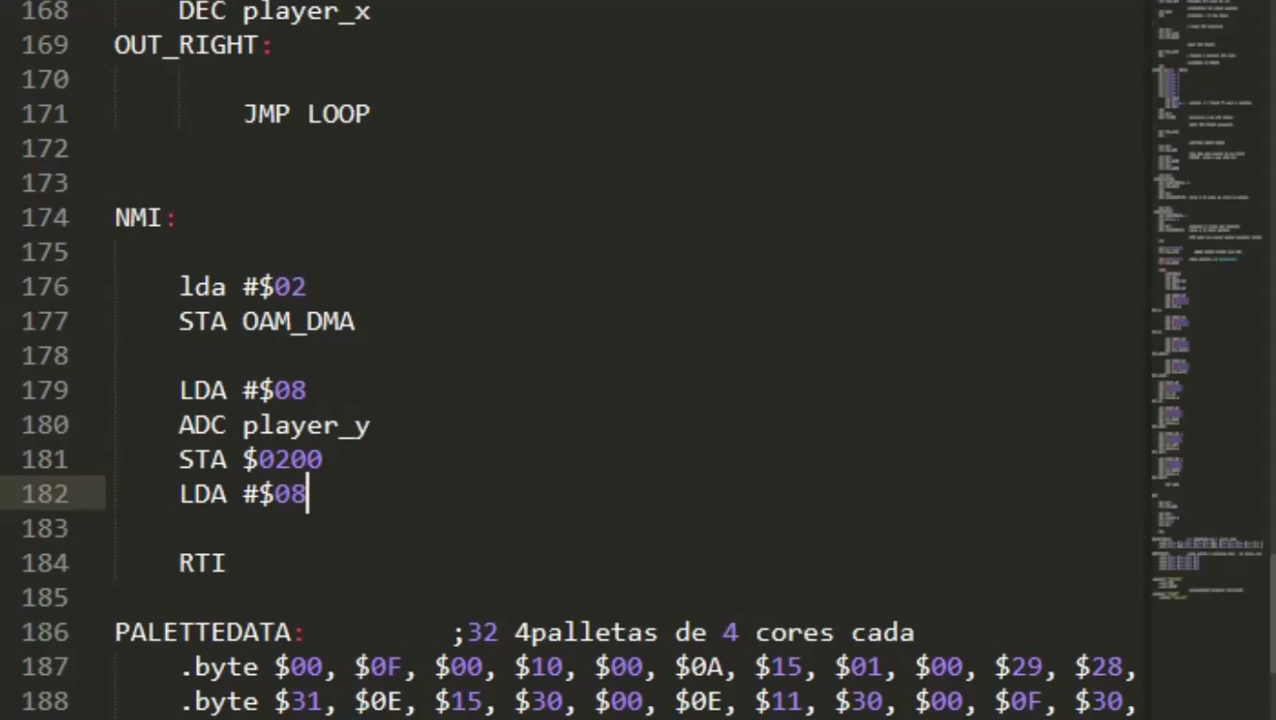 168 DEC player_x
169 OUT_RIGHT:
170
171 JMP LOOP
172
173
174 NMI:
175
176 lda #$02
177 STA OAM_DMA
178
179 LDA #$08
180 ADC player_y
181 STA $0200
182 LDA #$08
183
184 RTI
185
186 PALETTEDATA: ;32 4palletas de 4 cores cada
187 .byte $00, $0F, $00, $10, $00, $0A, $15, $01, $00, $29, $28,
188 .byte $31, $0E, $15, $30, $00, $0E, $11, $30, $00, $0F, $30,